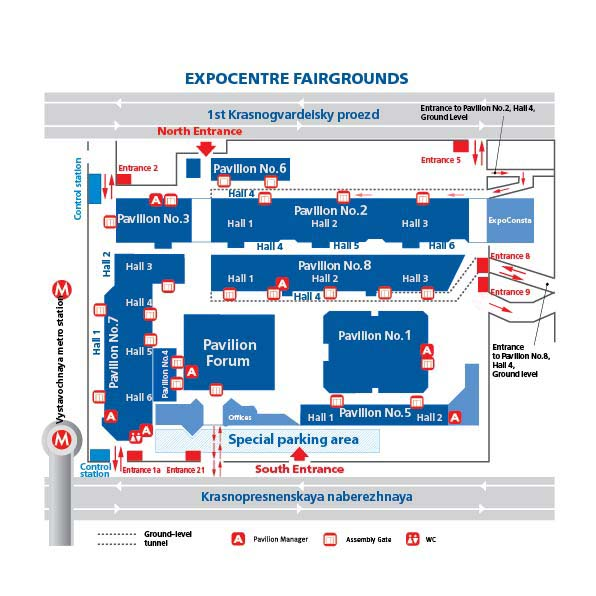 EXPOCENTRE FAIRGROUNDS
1st Krasnogvardelsky proezd
Entrance to Pavilion No.2, Hall 4,
Ground Level
North Entrance
Control station
Entrance 2
Entrance 5
Pavilion No.6
Hall 4
Pavilion No.3
Pavilion No.2
Hall 1
Hall 2
Hall 3
ExpoConsta
Hall 4
Hall 5
Hall 6
Hall 2
Hall 3
Pavilion No.8
Hall 1
Hall 2
Hall 3
Hall 4
Entrance 8
Entrance 9
M
Vystavochnaya metro station
Hall 1
Pavilion No.7
Hall 4
Hall 5
Hall 6
Pavilion No.4
Pavilion
Forum
Pavilion No.1
Entrance
to Pavilion No.8,
Hall 4,
Ground level
Offices
Hall 1
Pavilion No.5
Hall 2
M
Special parking area
Control
station
Entrance 1a
Entrance 21
South Entrance
Krasnopresnenskaya naberezhnaya
Ground-level
tunnel
A Pavilion Manager
Assembly Gate
WC